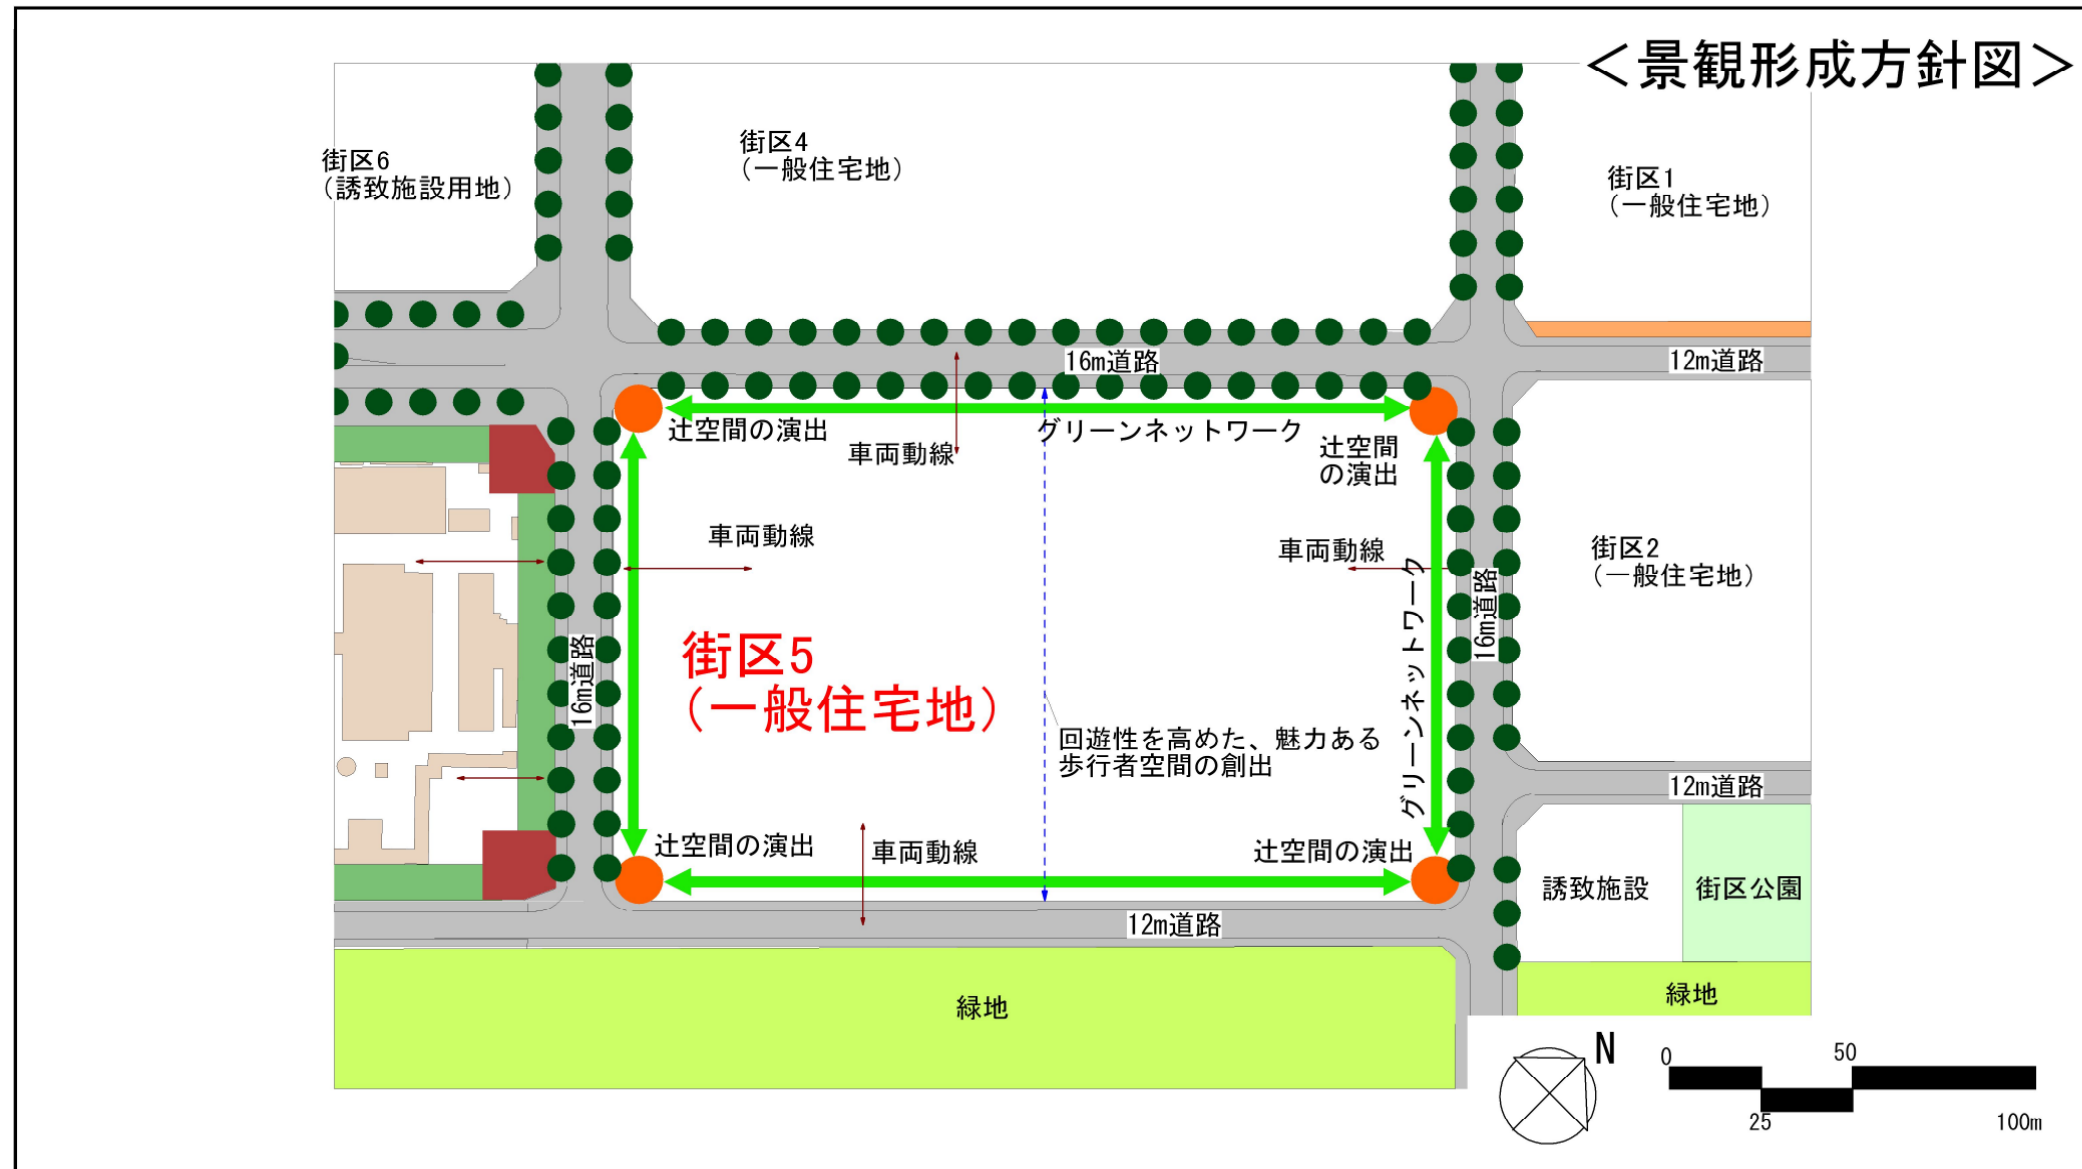 ＜景観形成方針図＞
街区6
（誘致施設用地）
街区4
（一般住宅地）
街区1
（一般住宅地）
16m道路
12m道路
辻空間の演出
グリーンネットワーク
車両動線
辻空間
の演出
車両動線
車両動線
街区2
（一般住宅地）
グリーンネットワーク
16m道路
16m道路
街区5
（一般住宅地）
回遊性を高めた、魅力ある
歩行者空間の創出
12m道路
辻空間の演出
車両動線
辻空間の演出
誘致施設
街区公園
12m道路
緑地
緑地
N
0
50
25
100m